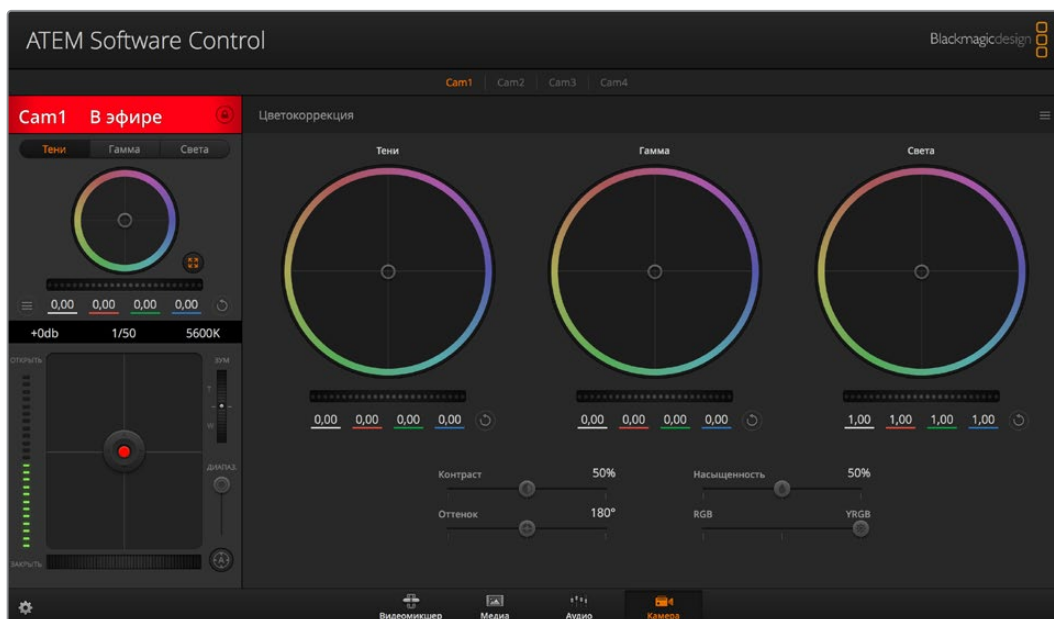 ATEM Software Control
Blackmagicdesign
Cam1 Cam2 Cam3 Cam4
Cam1 В эфире
Цветокоррекция
Тени Гамма Света
Тени Гамма Света
0,00 0,00 0,00 0,00
+0db 1/50 5600K
ОТКРЫТЬ
ЗУМ
T
W
ДИАПАЗ.
ЗАКРЫТЬ
A
0,00 0,00 0,00 0,00
0,00 0,00 0,00 0,00
1,00 1,00 1,00 1,00
Контраст 50%
Насыщенность 50%
Оттенок 180°
RGB YRGB
Видеомикшер Медиа Аудио Камера